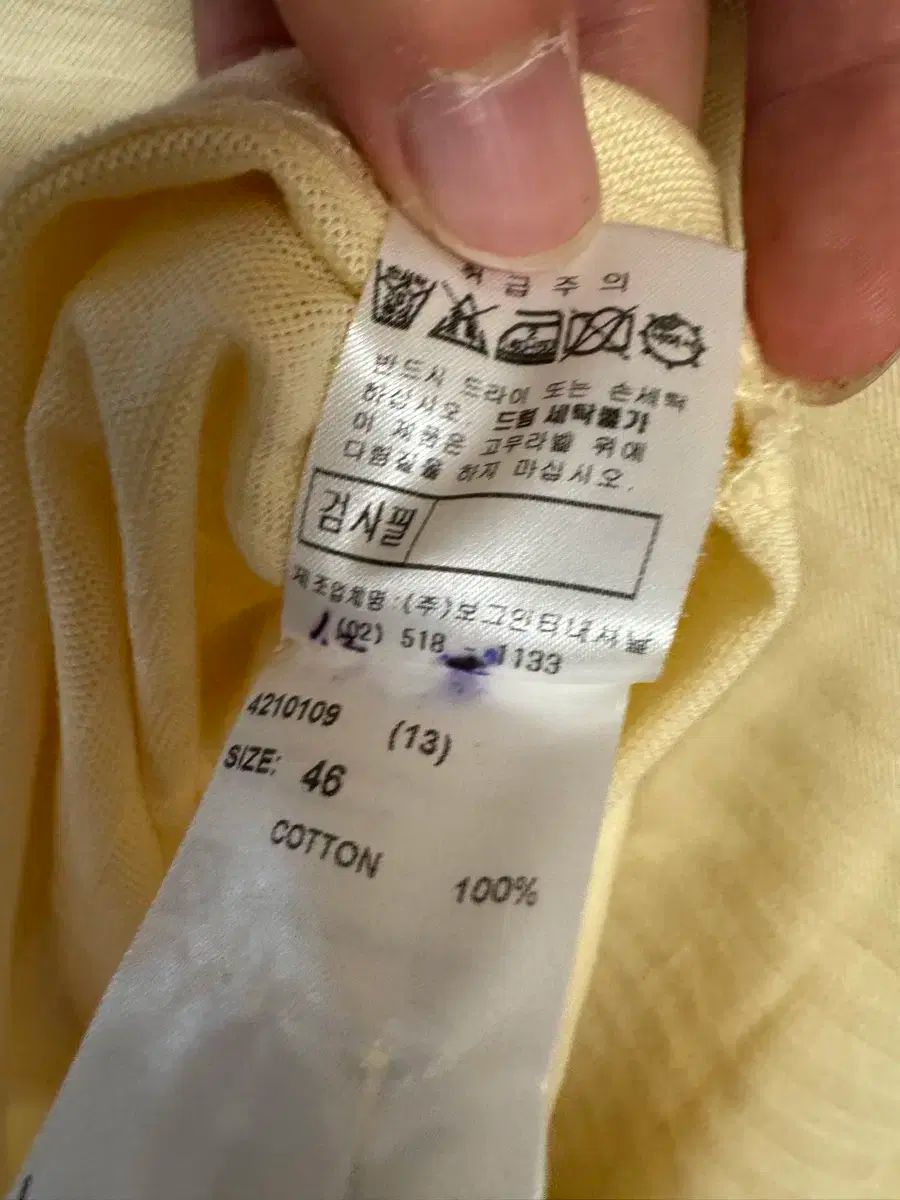 취급주의
반드시 드라이 또는 손세탁
하십시오. 드럼세탁불가
이 제품은 고무라벨 위에
다림질을 하지 마십시오.
검사필
제조업체명 : (주)보그인터내셔널
(02) 518 - 1133
4210109 (13)
SIZE: 46
COTTON 100%